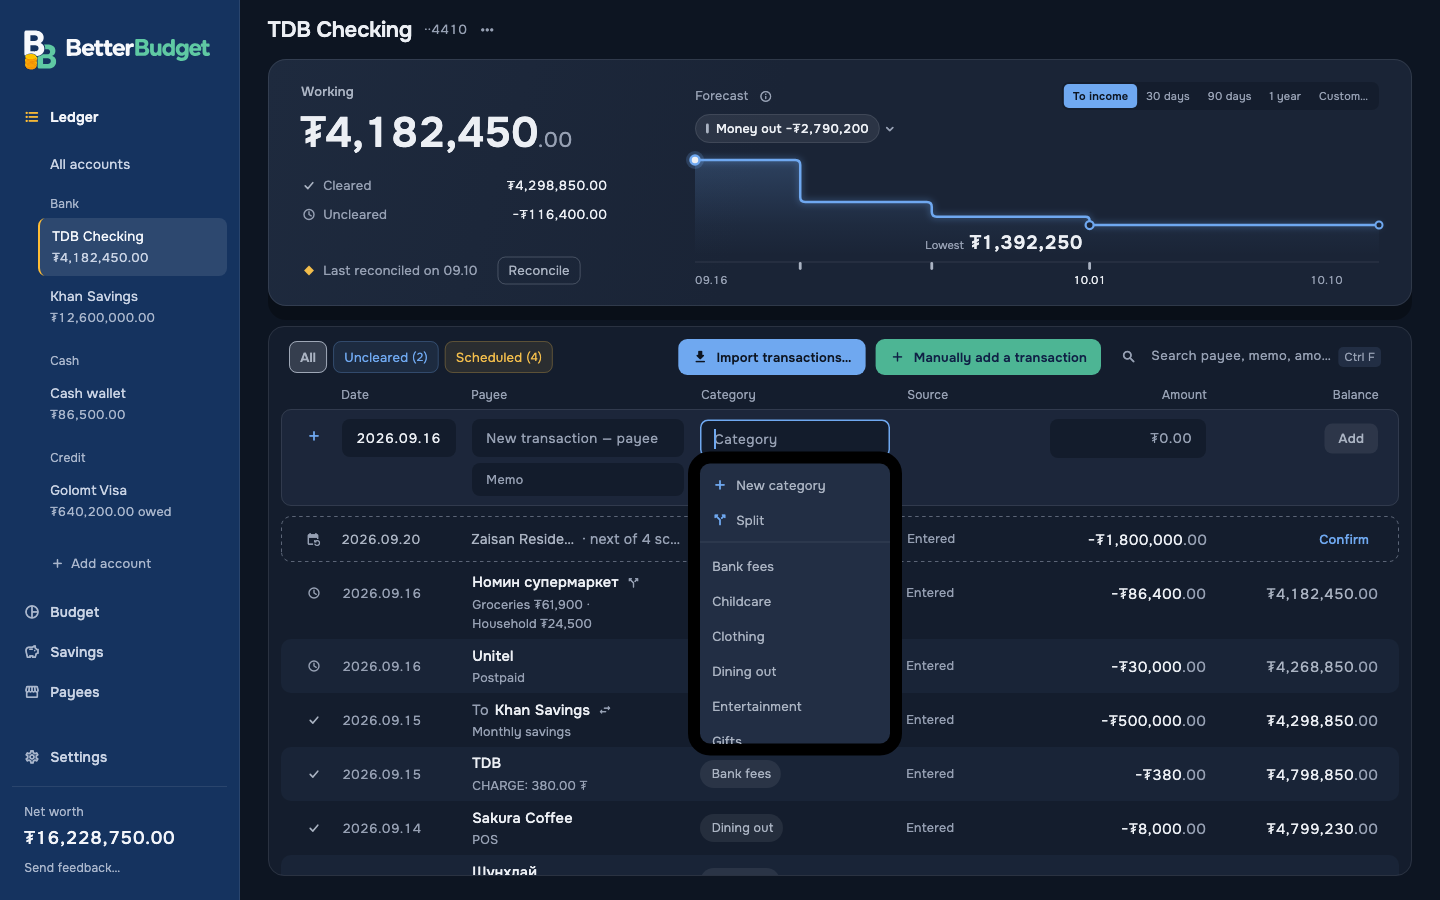 BetterBudget
Ledger
All accounts
Bank
TDB Checking
₮4,182,450.00
Khan Savings
₮12,600,000.00
Cash
Cash wallet
₮86,500.00
Credit
Golomt Visa
₮640,200.00 owed
+ Add account
Budget
Savings
Payees
Settings
Net worth
₮16,228,750.00
Send feedback...
TDB Checking ··4410 •••
Working
₮4,182,450.00
Cleared ₮4,298,850.00
Uncleared -₮116,400.00
Last reconciled on 09.10 Reconcile
Forecast
To income 30 days 90 days 1 year Custom...
Money out -₮2,790,200
Lowest ₮1,392,250
09.16 10.01 10.10
All Uncleared (2) Scheduled (4) Import transactions... + Manually add a transaction Search payee, memo, amo... Ctrl F
Date Payee Category Source Amount Balance
+ 2026.09.16 New transaction — payee Category ₮0.00 Add
Memo
+ New category
Split
Bank fees
Childcare
Clothing
Dining out
Entertainment
Gifts
2026.09.20 Zaisan Reside... · next of 4 sc... Entered -₮1,800,000.00 Confirm
2026.09.16 Номин супермаркет Entered -₮86,400.00 ₮4,182,450.00
Groceries ₮61,900 ·
Household ₮24,500
2026.09.16 Unitel Entered -₮30,000.00 ₮4,268,850.00
Postpaid
2026.09.15 To Khan Savings Entered -₮500,000.00 ₮4,298,850.00
Monthly savings
2026.09.15 TDB Bank fees Entered -₮380.00 ₮4,798,850.00
CHARGE: 380.00 ₮
2026.09.14 Sakura Coffee Dining out Entered -₮8,000.00 ₮4,799,230.00
POS
Шунхлай